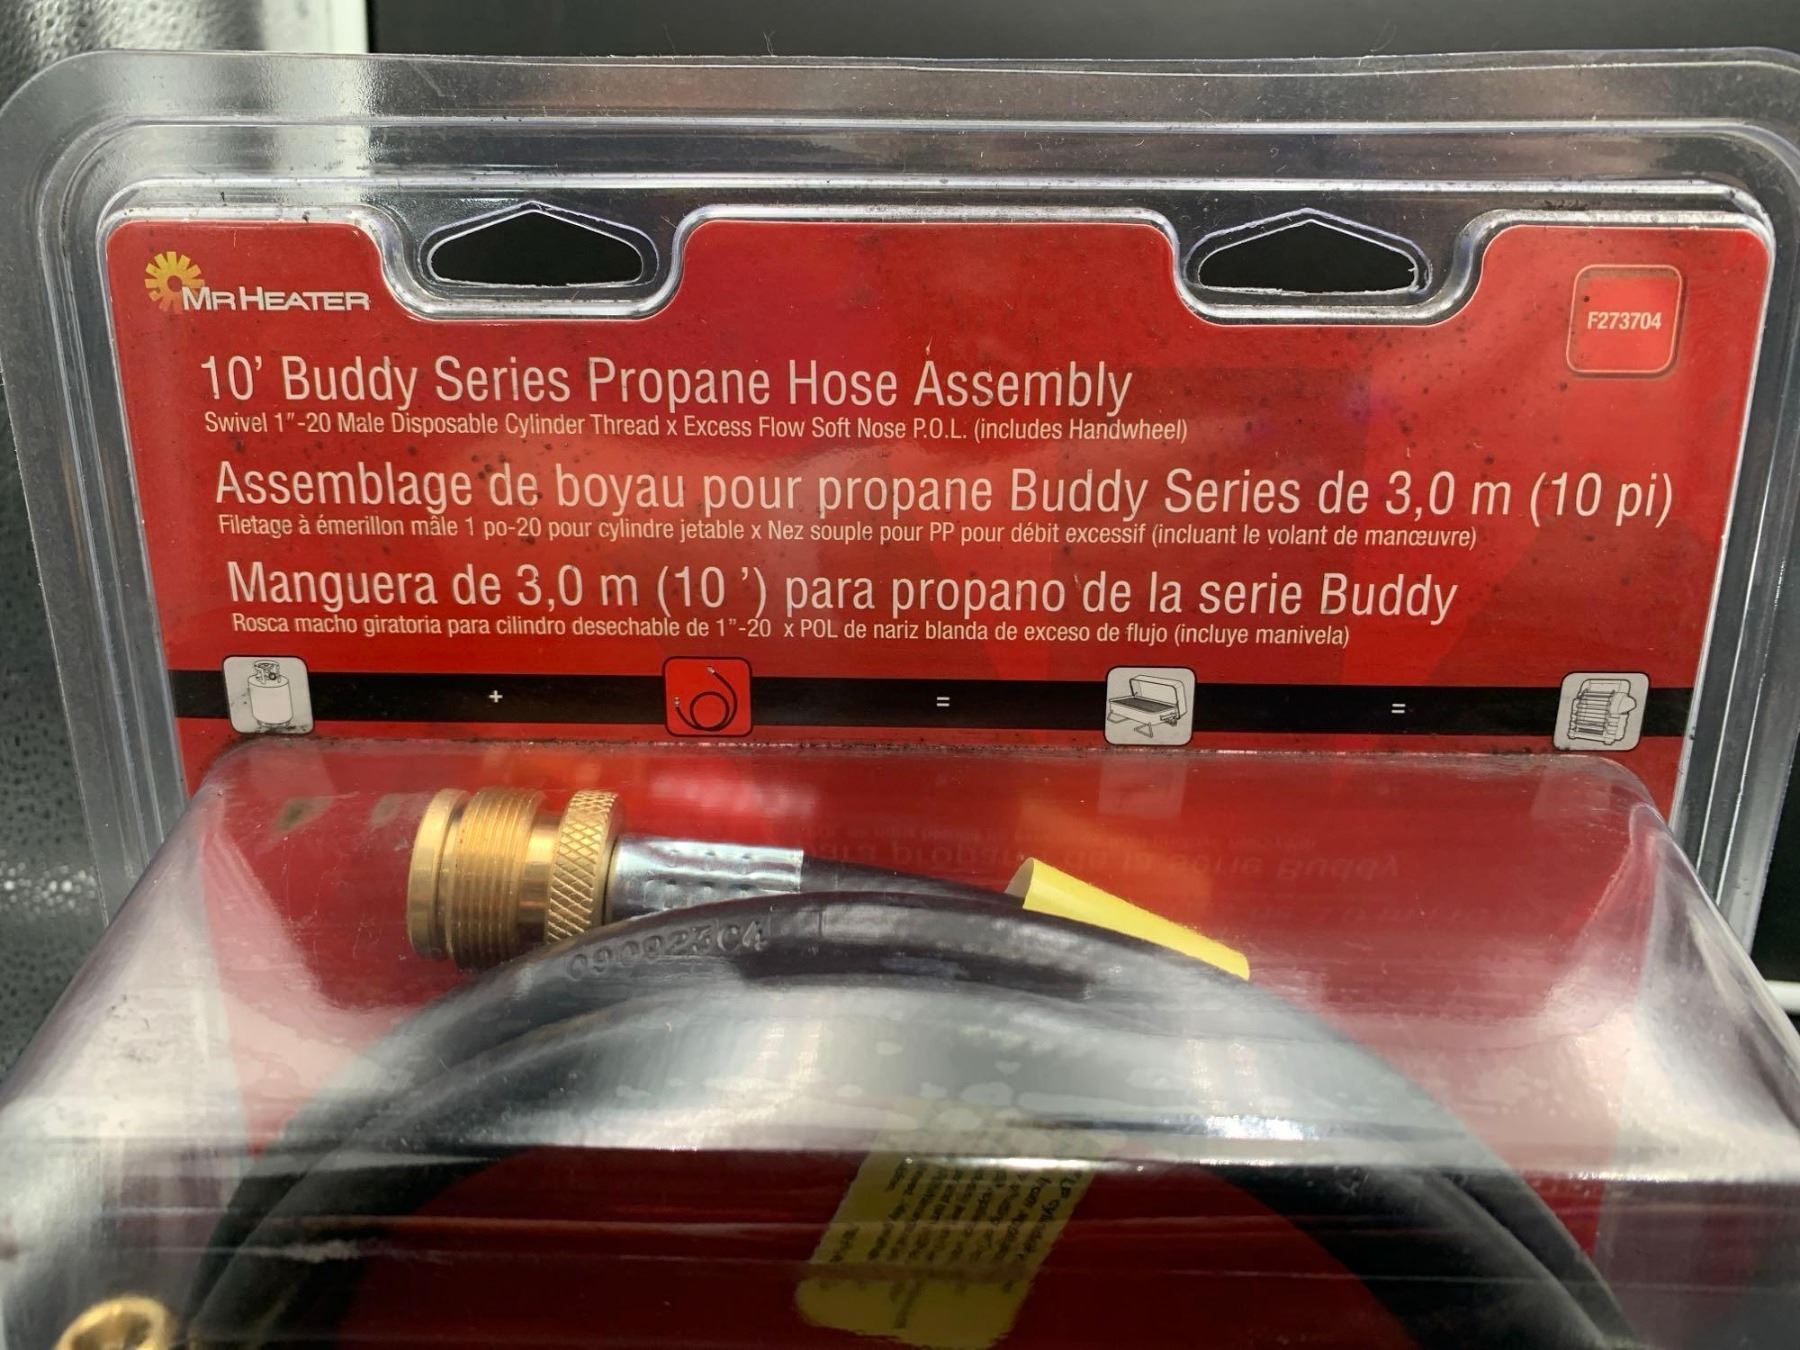 MR HEATER
F273704
10' Buddy Series Propane Hose Assembly
Swivel 1"-20 Male Disposable Cylinder Thread x Excess Flow Soft Nose P.O.L. (includes Handwheel)
Assemblage de boyau pour propane Buddy Series de 3,0 m (10 pi)
Filetage à émerillon mâle 1 po-20 pour cylindre jetable x Nez souple pour PP pour débit excessif (incluant le volant de manœuvre)
Manguera de 3,0 m (10 ') para propano de la serie Buddy
Rosca macho giratoria para cilindro desechable de 1"-20 x POL de nariz blanda de exceso de flujo (incluye manivela)
+ = =